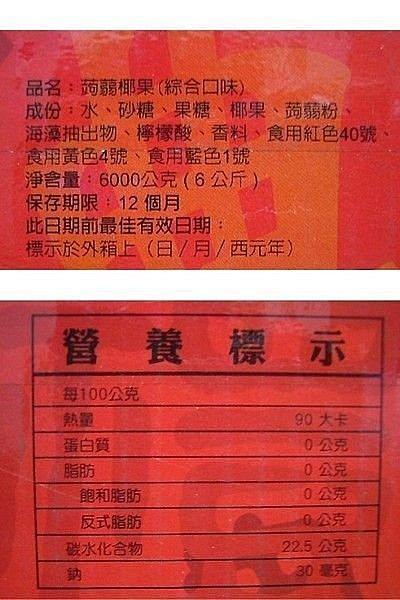 品名：蒟蒻椰果(綜合口味)
成份：水、砂糖、果糖、椰果、蒟蒻粉、
海藻抽出物、檸檬酸、香料、食用紅色40號、
食用黃色4號、食用藍色1號
淨含量：6000公克(6公斤)
保存期限：12個月
此日期前最佳有效日期：
標示於外箱上（日/月/西元年）
營養標示
每100公克
熱量 90大卡
蛋白質 0公克
脂肪 0公克
飽和脂肪 0公克
反式脂肪 0公克
碳水化合物 22.5公克
鈉 30毫克